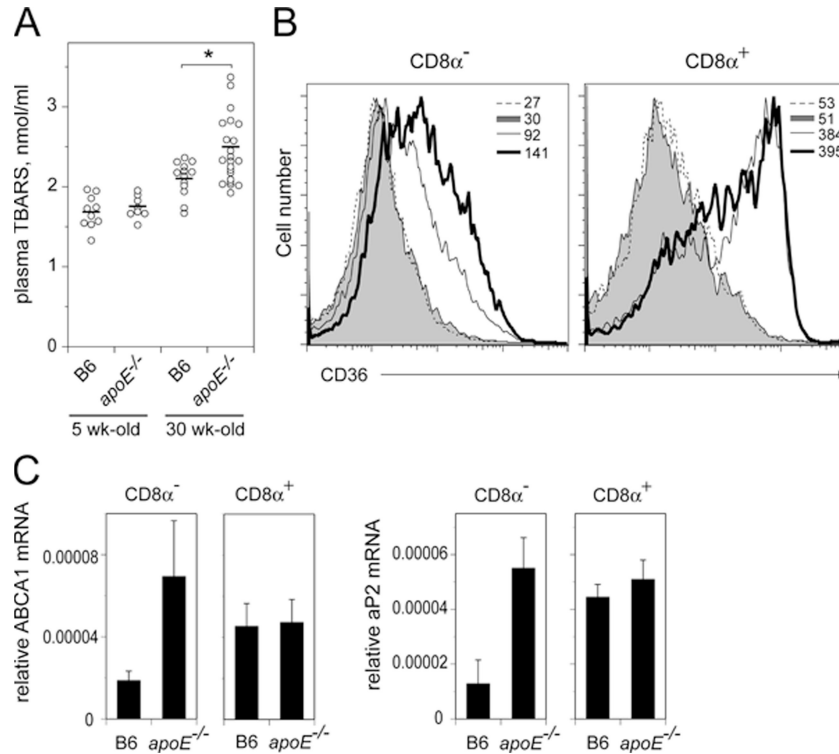 A
plasma TBARS, nmol/ml
3
2
1
0
B6
apoE-/-
B6
apoE-/-
5 wk-old
30 wk-old
*
B
CD8α-
CD8α+
Cell number
27
30
92
141
53
51
384
395
CD36
C
CD8α-
CD8α+
relative ABCA1 mRNA
0.00008
0.00004
0
B6 apoE-/-
B6 apoE-/-
CD8α-
CD8α+
relative aP2 mRNA
0.00006
0.00004
0.00002
0
B6 apoE-/-
B6 apoE-/-